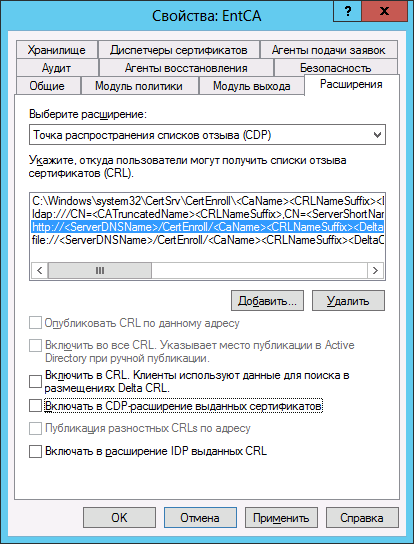 Свойства: EntCA
? x
Хранилище Диспетчеры сертификатов Агенты подачи заявок
Аудит Агенты восстановления Безопасность
Общие Модуль политики Модуль выхода Расширения
Выберите расширение:
Точка распространения списков отзыва (CDP)
Укажите, откуда пользователи могут получить списки отзыва
сертификатов (CRL).
C:\Windows\system32\CertSrv\CertEnroll\<CaName><CRLNameSuffix><
ldap:///CN=<CATruncatedName><CRLNameSuffix>,CN=<ServerShortNam
http://<ServerDNSName>/CertEnroll/<CaName><CRLNameSuffix><Delta
file://<ServerDNSName>/CertEnroll/<CaName><CRLNameSuffix><DeltaC
Добавить... Удалить
Опубликовать CRL по данному адресу
Включить во все CRL. Указывает место публикации в Active
Directory при ручной публикации.
Включить в CRL. Клиенты используют данные для поиска в
размещениях Delta CRL.
Включать в CDP-расширение выданных сертификатов
Публикация разностных CRLs по адресу
Включать в расширение IDP выданных CRL
OK Отмена Применить Справка